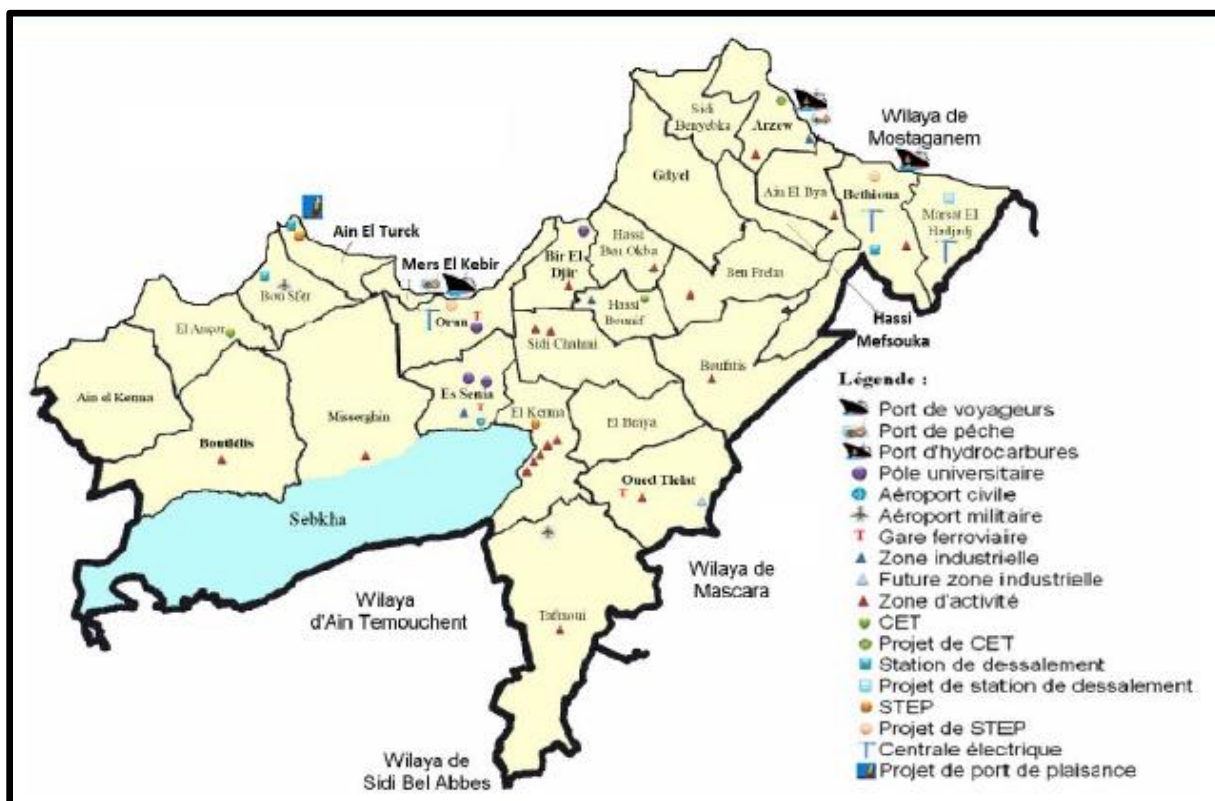 Sidi
Benyebka
Arzew
Wilaya de
Mostaganem
Gdyel
Ain El Bya
Bethioua
Marsat El
Hadjadj
Ain El Turck
Mers El Kebir
Bir El
Djir
Hassi
Ben Okba
Ben Freha
Bou Sfer
Oran
Hassi
Bounif
Hassi
Mefsouka
El Ançor
Sidi Chahmi
Boufatis
Ain el Kerma
Misserghin
Es Senia
El Kerma
El Braya
Boutlélis
Oued Tlelat
Sebkha
Wilaya
d'Ain Temouchent
Wilaya de
Mascara
Tafraoui
Wilaya de
Sidi Bel Abbes
Légende :
Port de voyageurs
Port de pêche
Port d'hydrocarbures
Pôle universitaire
Aéroport civile
Aéroport militaire
Gare ferroviaire
Zone industrielle
Future zone industrielle
Zone d'activité
CET
Projet de CET
Station de dessalement
Projet de station de dessalement
STEP
Projet de STEP
Centrale électrique
Projet de port de plaisance